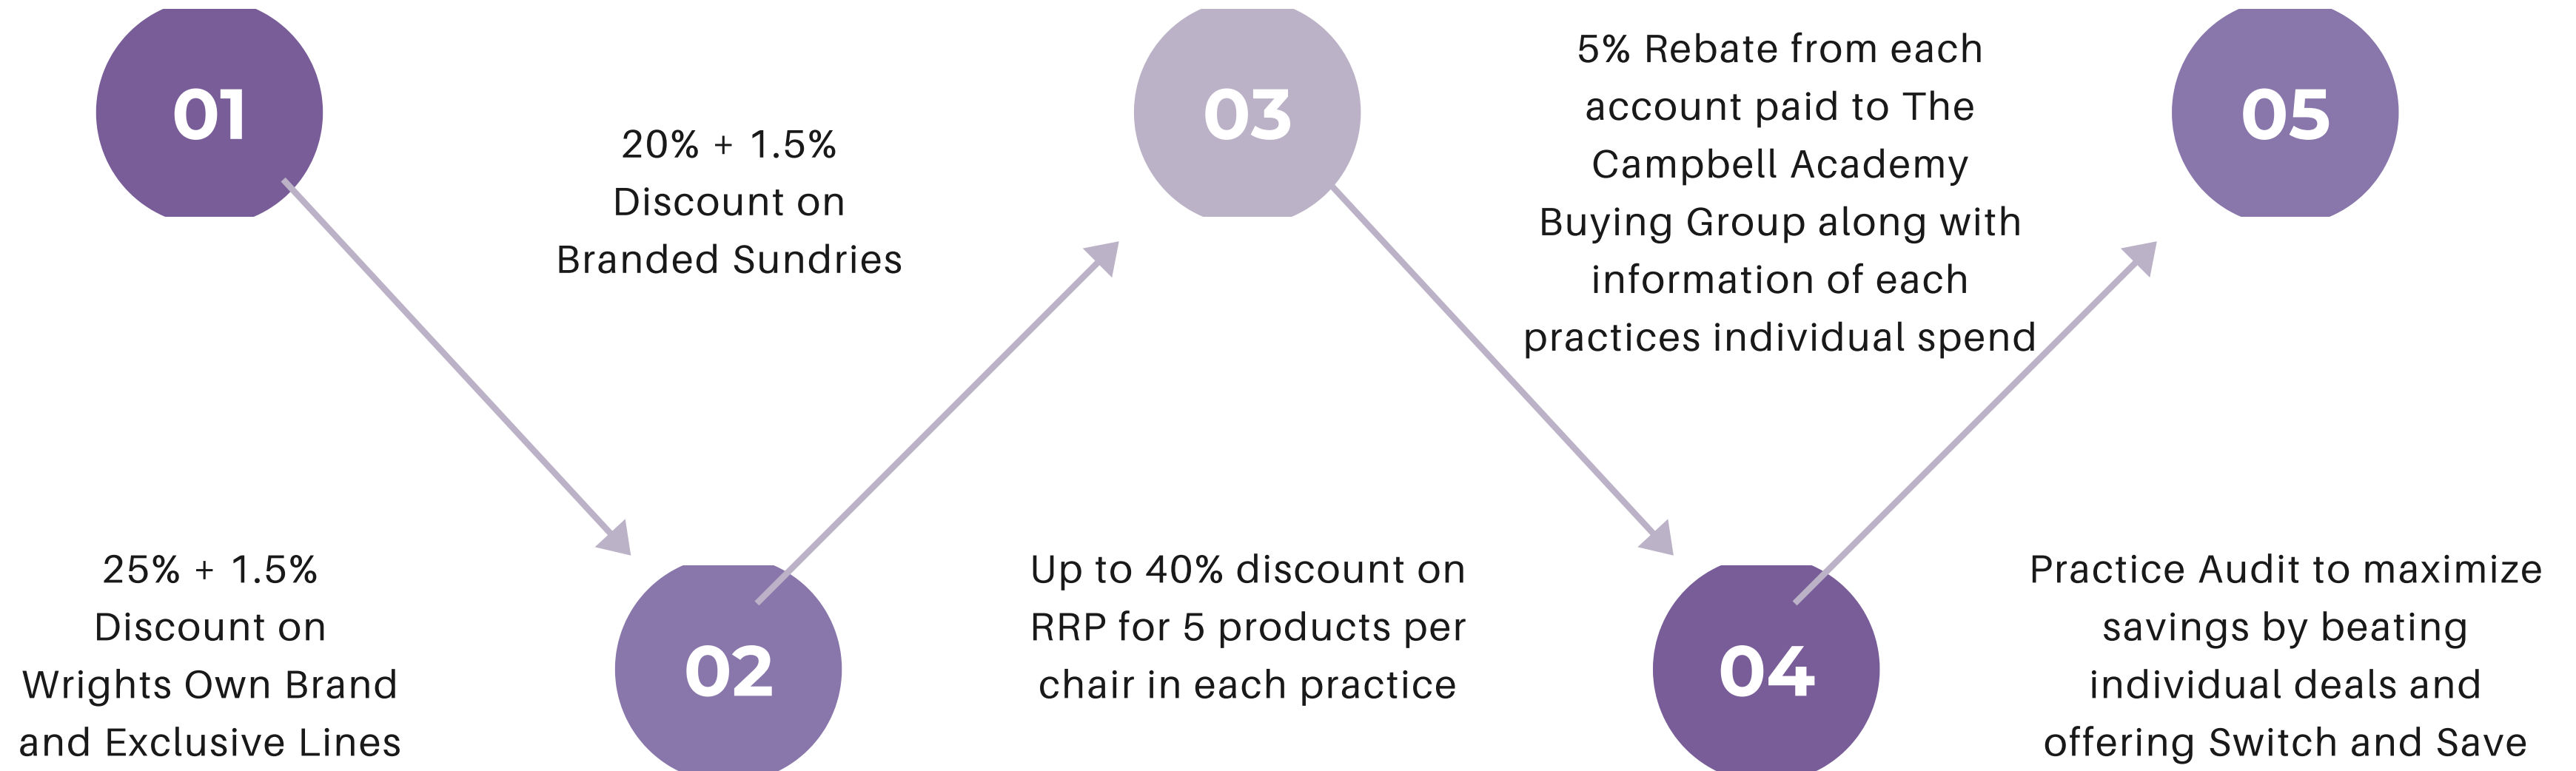 01
25% + 1.5%
Discount on
Wrights Own Brand
and Exclusive Lines
20% + 1.5%
Discount on
Branded Sundries
02
03
Up to 40% discount on
RRP for 5 products per
chair in each practice
5% Rebate from each
account paid to The
Campbell Academy
Buying Group along with
information of each
practices individual spend
04
05
Practice Audit to maximize
savings by beating
individual deals and
offering Switch and Save